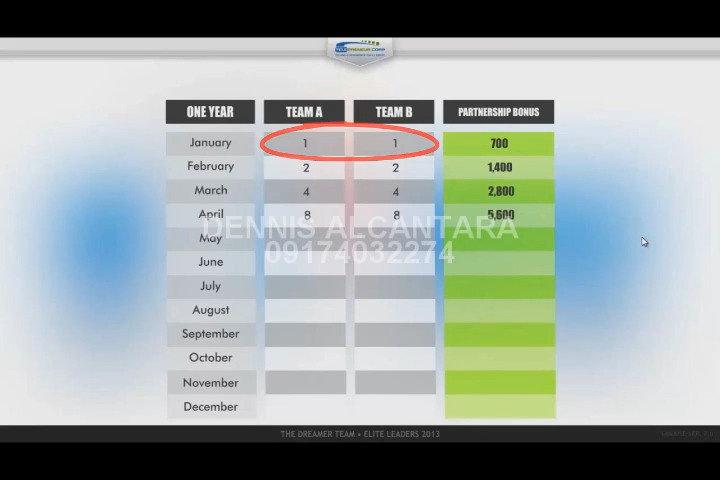 TELEPRENEUR CORP
ONE YEAR TEAM A TEAM B PARTNERSHIP BONUS
January 1 1 700
February 2 2 1,400
March 4 4 2,800
April 8 8 5,600
DENNIS ALCANTARA
May
09174032274
June
July
August
September
October
November
December
THE DREAMER TEAM • ELITE LEADERS 2013